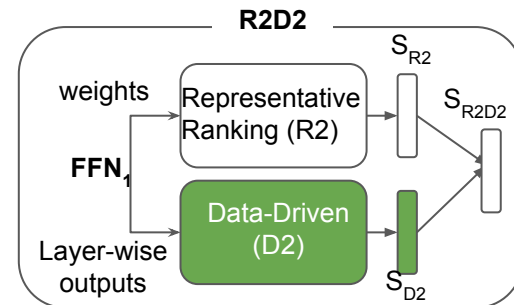 R2D2
weights
Representative
Ranking (R2)
S_R2
S_R2D2
FFN_1
Data-Driven
(D2)
Layer-wise
outputs
S_D2